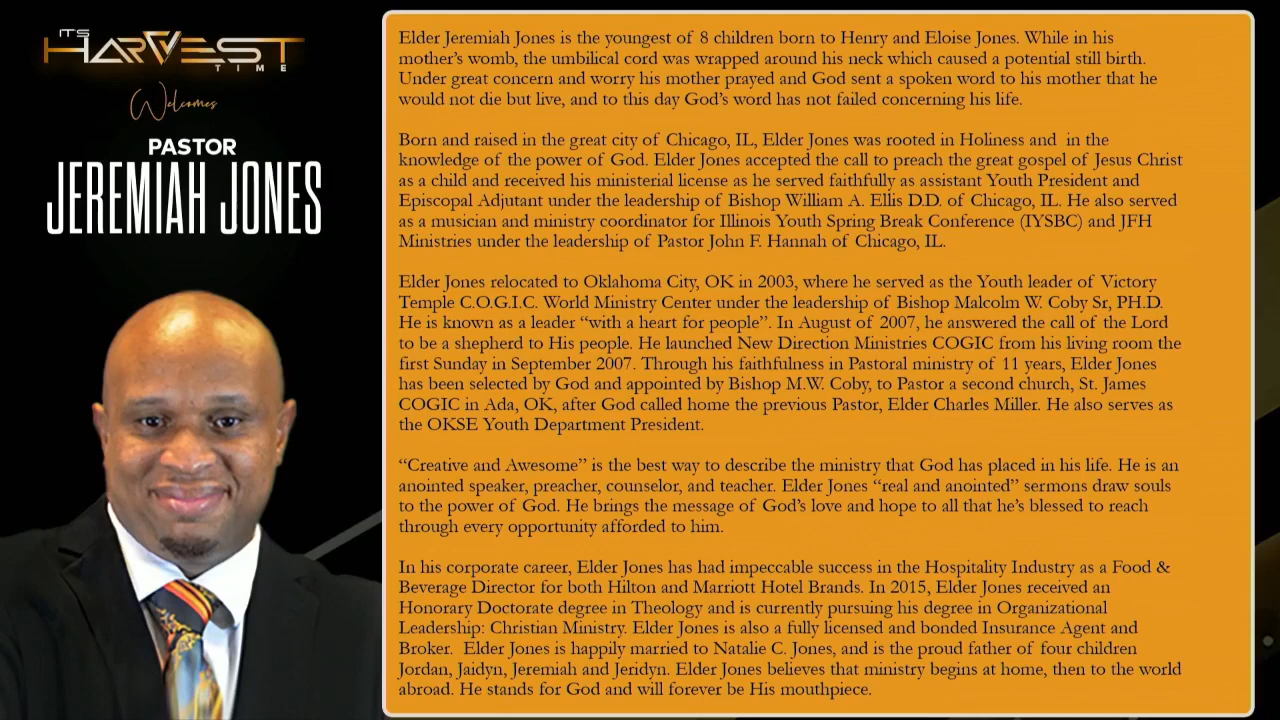 ITS
HARVEST
TIME
Welcomes
PASTOR
JEREMIAH JONES
Elder Jeremiah Jones is the youngest of 8 children born to Henry and Eloise Jones. While in his
mother’s womb, the umbilical cord was wrapped around his neck which caused a potential still birth.
Under great concern and worry his mother prayed and God sent a spoken word to his mother that he
would not die but live, and to this day God’s word has not failed concerning his life.
Born and raised in the great city of Chicago, IL, Elder Jones was rooted in Holiness and in the
knowledge of the power of God. Elder Jones accepted the call to preach the great gospel of Jesus Christ
as a child and received his ministerial license as he served faithfully as assistant Youth President and
Episcopal Adjutant under the leadership of Bishop William A. Ellis D.D. of Chicago, IL. He also served
as a musician and ministry coordinator for Illinois Youth Spring Break Conference (IYSBC) and JFH
Ministries under the leadership of Pastor John F. Hannah of Chicago, IL.
Elder Jones relocated to Oklahoma City, OK in 2003, where he served as the Youth leader of Victory
Temple C.O.G.I.C. World Ministry Center under the leadership of Bishop Malcolm W. Coby Sr, PH.D.
He is known as a leader “with a heart for people”. In August of 2007, he answered the call of the Lord
to be a shepherd to His people. He launched New Direction Ministries COGIC from his living room the
first Sunday in September 2007. Through his faithfulness in Pastoral ministry of 11 years, Elder Jones
has been selected by God and appointed by Bishop M.W. Coby, to Pastor a second church, St. James
COGIC in Ada, OK, after God called home the previous Pastor, Elder Charles Miller. He also serves as
the OKSE Youth Department President.
“Creative and Awesome” is the best way to describe the ministry that God has placed in his life. He is an
anointed speaker, preacher, counselor, and teacher. Elder Jones “real and anointed” sermons draw souls
to the power of God. He brings the message of God’s love and hope to all that he’s blessed to reach
through every opportunity afforded to him.
In his corporate career, Elder Jones has had impeccable success in the Hospitality Industry as a Food &
Beverage Director for both Hilton and Marriott Hotel Brands. In 2015, Elder Jones received an
Honorary Doctorate degree in Theology and is currently pursuing his degree in Organizational
Leadership: Christian Ministry. Elder Jones is also a fully licensed and bonded Insurance Agent and
Broker. Elder Jones is happily married to Natalie C. Jones, and is the proud father of four children
Jordan, Jaidyn, Jeremiah and Jeridyn. Elder Jones believes that ministry begins at home, then to the world
abroad. He stands for God and will forever be His mouthpiece.